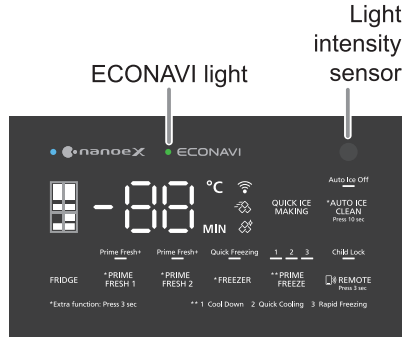 Light
intensity
sensor
ECONAVI light
nanoeX ECONAVI
Auto Ice Off
-88 °C
MIN
QUICK ICE
MAKING
*AUTO ICE
CLEAN
Press 10 sec
Prime Fresh+ Prime Fresh+ Quick Freezing 1 2 3 Child Lock
FRIDGE
*PRIME
FRESH 1
*PRIME
FRESH 2
*FREEZER
**PRIME
FREEZE
REMOTE
Press 3 sec
*Extra function: Press 3 sec
** 1 Cool Down 2 Quick Cooling 3 Rapid Freezing